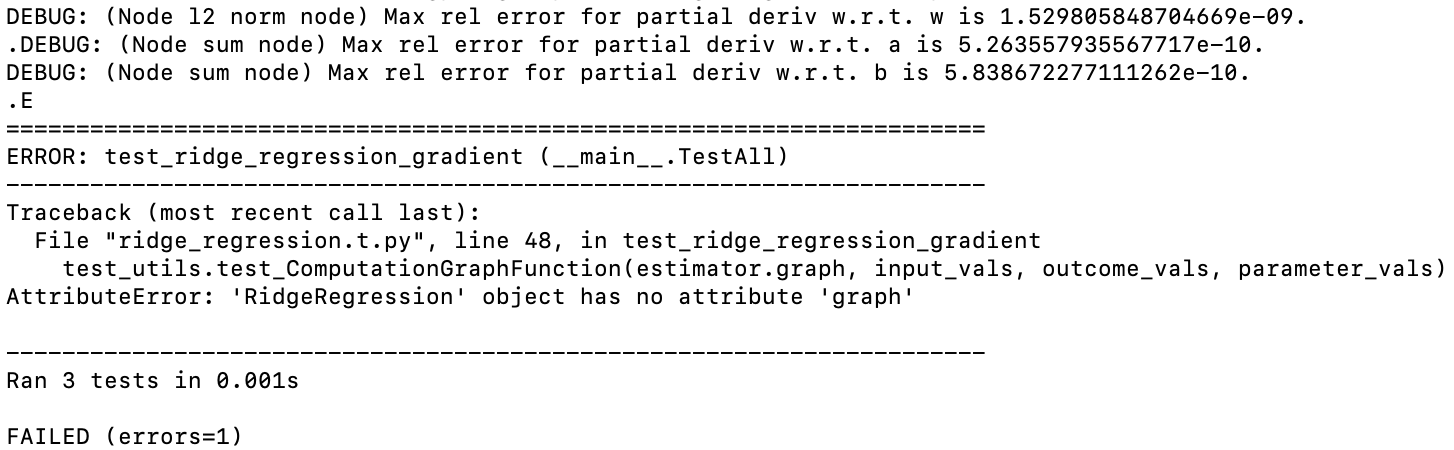 DEBUG: (Node l2 norm node) Max rel error for partial deriv w.r.t. w is 1.529805848704669e-09.
.DEBUG: (Node sum node) Max rel error for partial deriv w.r.t. a is 5.263557935567717e-10.
DEBUG: (Node sum node) Max rel error for partial deriv w.r.t. b is 5.838672277111262e-10.
.E
======================================================================
ERROR: test_ridge_regression_gradient (__main__.TestAll)
----------------------------------------------------------------------
Traceback (most recent call last):
  File "ridge_regression.t.py", line 48, in test_ridge_regression_gradient
    test_utils.test_ComputationGraphFunction(estimator.graph, input_vals, outcome_vals, parameter_vals)
AttributeError: 'RidgeRegression' object has no attribute 'graph'

----------------------------------------------------------------------
Ran 3 tests in 0.001s

FAILED (errors=1)